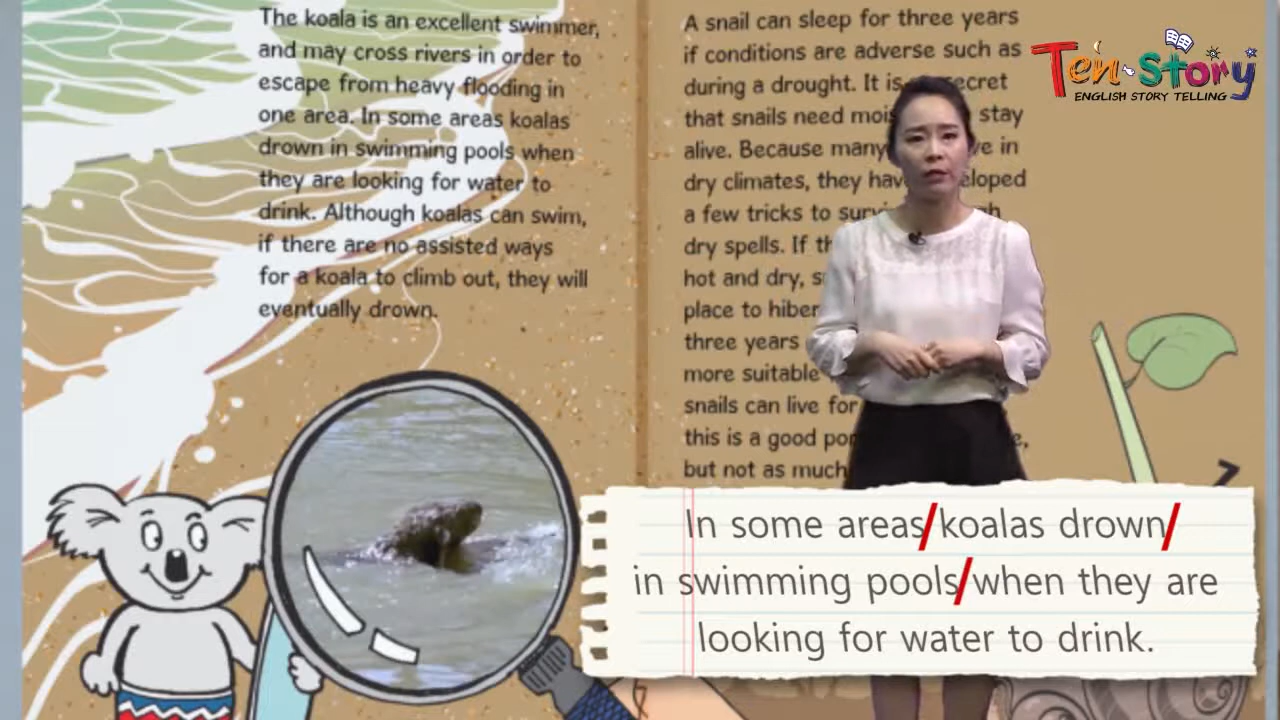 The koala is an excellent swimmer,
and may cross rivers in order to
escape from heavy flooding in
one area. In some areas koalas
drown in swimming pools when
they are looking for water to
drink. Although koalas can swim,
if there are no assisted ways
for a koala to climb out, they will
eventually drown.
A snail can sleep for three years
if conditions are adverse such as
during a drought. It is secret
that snails need stay
alive. Because many in
dry climates, they
a few tricks to
dry spells. If
hot and dry,
place to
three years
more suitable
snails can live for
this is a good
but not as much
Ten-Story
ENGLISH STORY TELLING
In some areas/koalas drown/
in swimming pools/when they are
looking for water to drink.